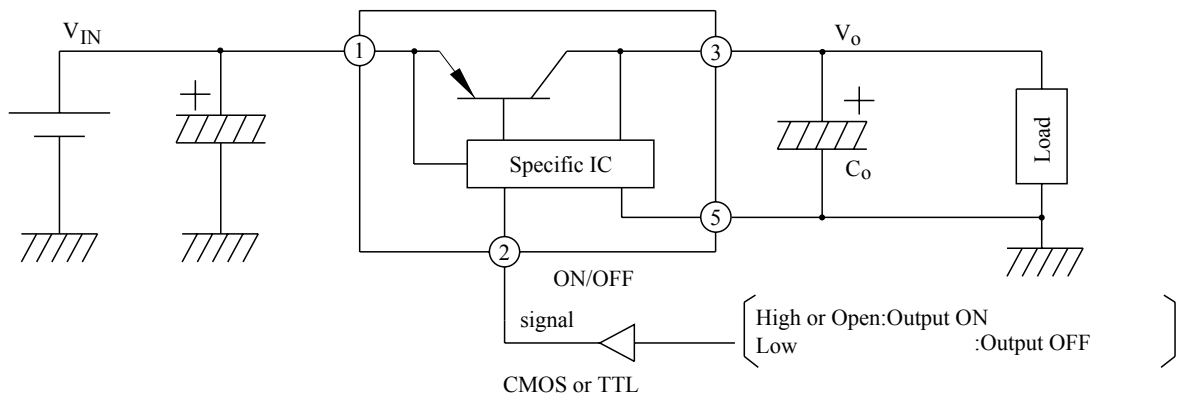 V_IN
1
3
V_o
+
+
Specific IC
C_o
Load
5
2
ON/OFF
signal
High or Open:Output ON
Low :Output OFF
CMOS or TTL